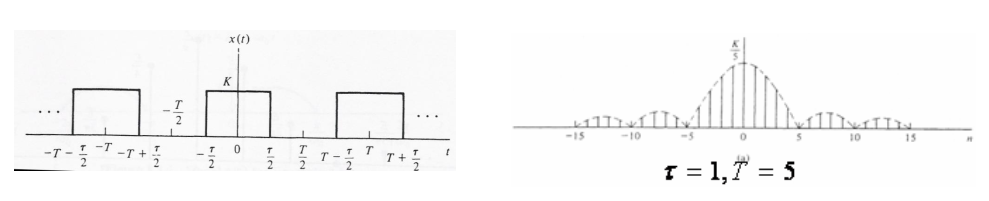 x(t)
K
-T/2
-T - τ/2 -T -T + τ/2 -τ/2 0 τ/2 T/2 T - τ/2 T T + τ/2 t
K/5
-15 -10 -5 0 5 10 15 n
(a)
τ = 1, T = 5